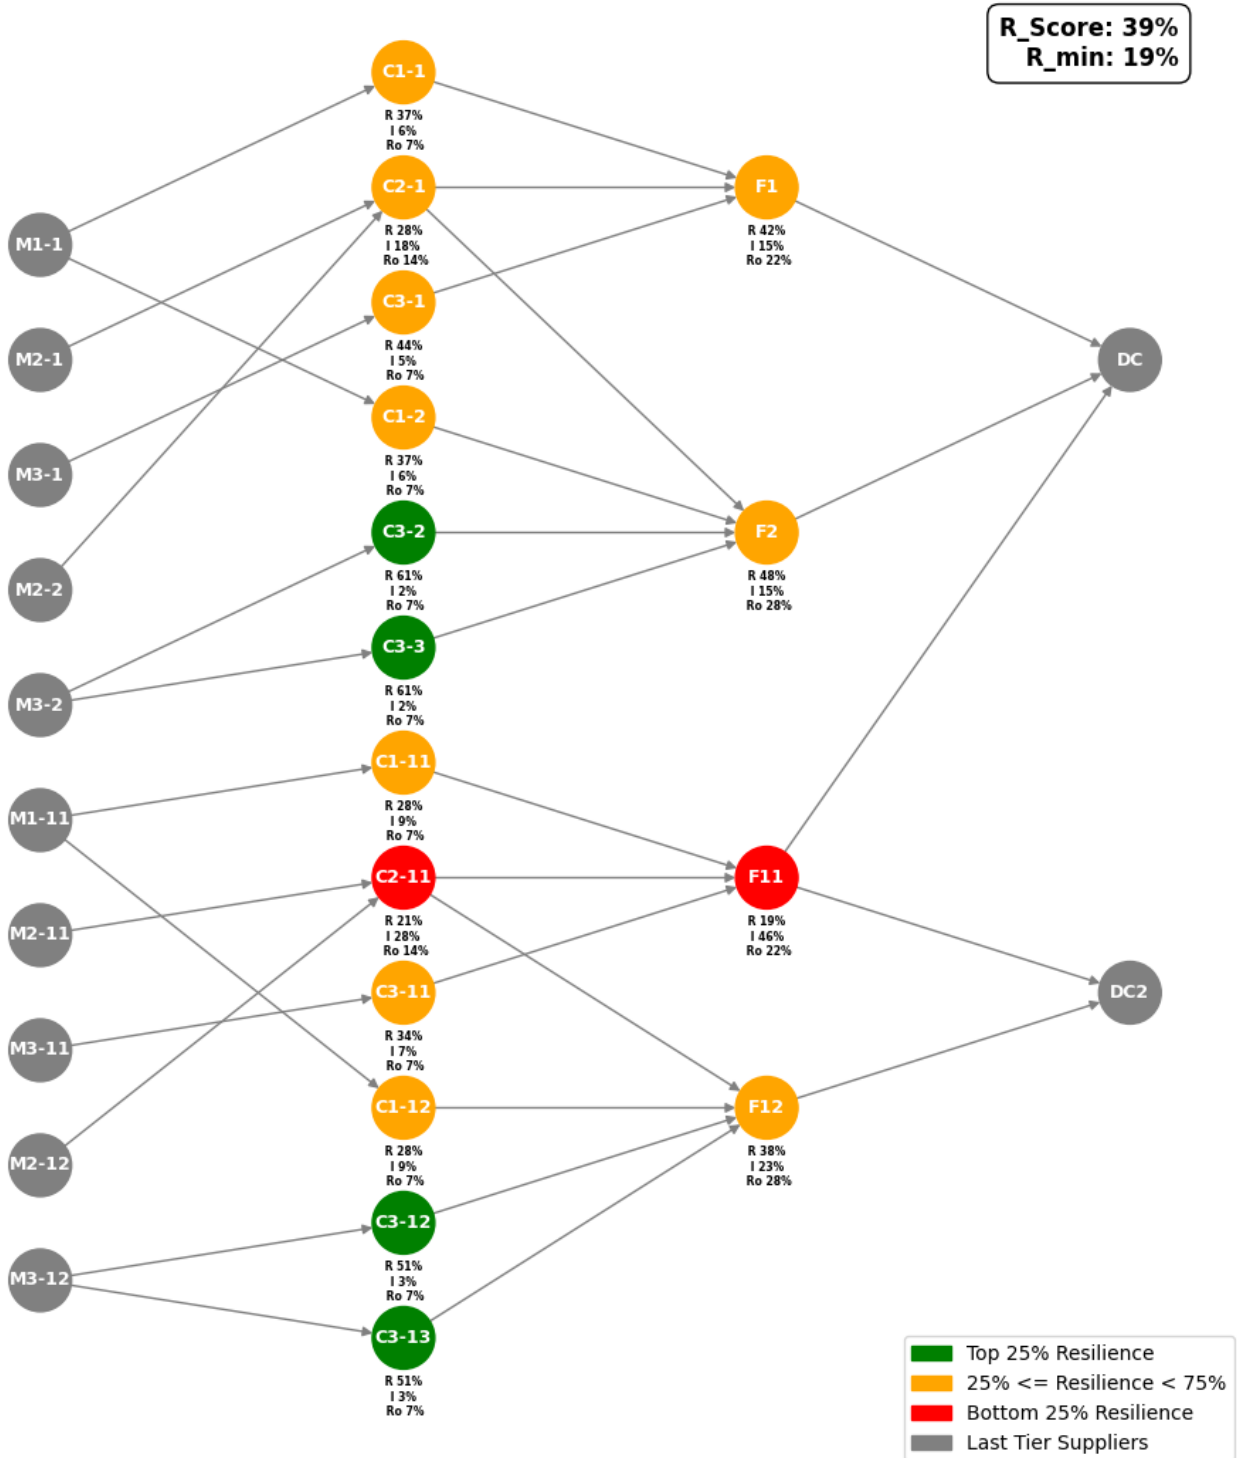 R_Score: 39%
R_min: 19%
C1-1
R 37%
I 6%
Ro 7%
C2-1
R 28%
I 18%
Ro 14%
C3-1
R 44%
I 5%
Ro 7%
C1-2
R 37%
I 6%
Ro 7%
C3-2
R 61%
I 2%
Ro 7%
C3-3
R 61%
I 2%
Ro 7%
C1-11
R 28%
I 9%
Ro 7%
C2-11
R 21%
I 28%
Ro 14%
C3-11
R 34%
I 7%
Ro 7%
C1-12
R 28%
I 9%
Ro 7%
C3-12
R 51%
I 3%
Ro 7%
C3-13
R 51%
I 3%
Ro 7%
M1-1
M2-1
M3-1
M2-2
M3-2
M1-11
M2-11
M3-11
M2-12
M3-12
F1
R 42%
I 15%
Ro 22%
F2
R 48%
I 15%
Ro 28%
F11
R 19%
I 46%
Ro 22%
F12
R 38%
I 23%
Ro 28%
DC
DC2
Top 25% Resilience
25% <= Resilience < 75%
Bottom 25% Resilience
Last Tier Suppliers